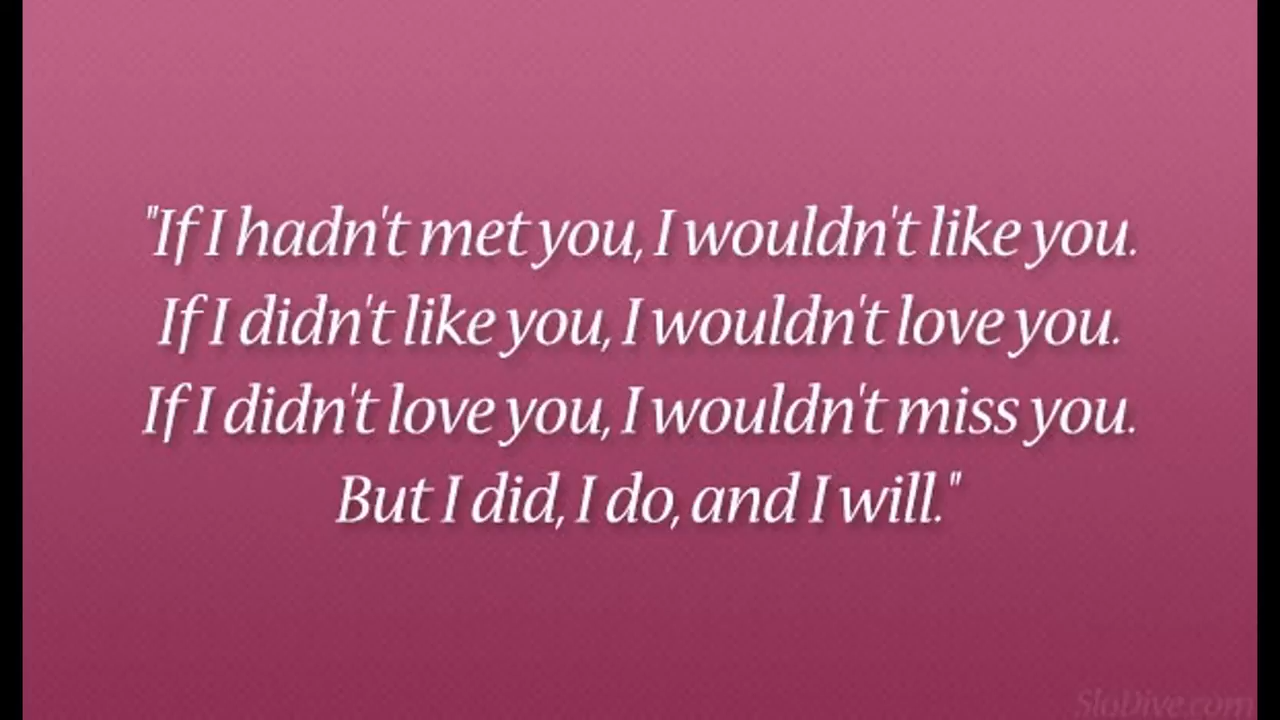 "If I hadn't met you, I wouldn't like you.
If I didn't like you, I wouldn't love you.
If I didn't love you, I wouldn't miss you.
But I did, I do, and I will."
SloDive.com